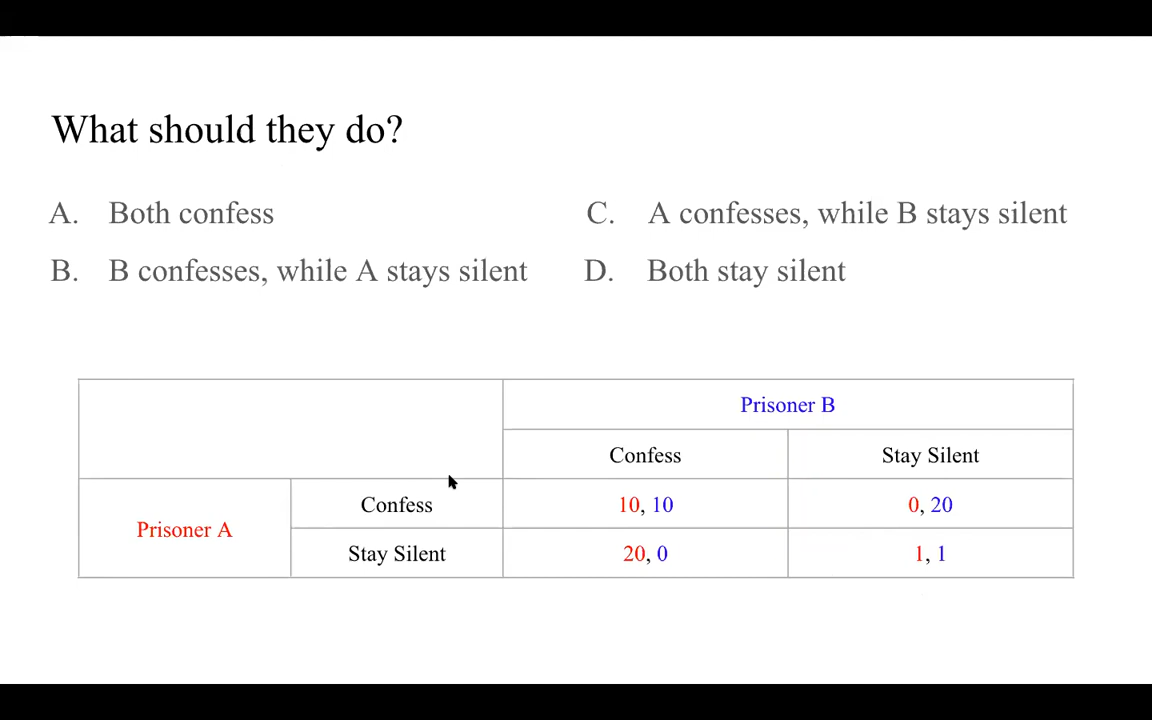 What should they do?
A. Both confess
B. B confesses, while A stays silent
C. A confesses, while B stays silent
D. Both stay silent
Prisoner B
Confess Stay Silent
Prisoner A
Confess 10, 10 0, 20
Stay Silent 20, 0 1, 1